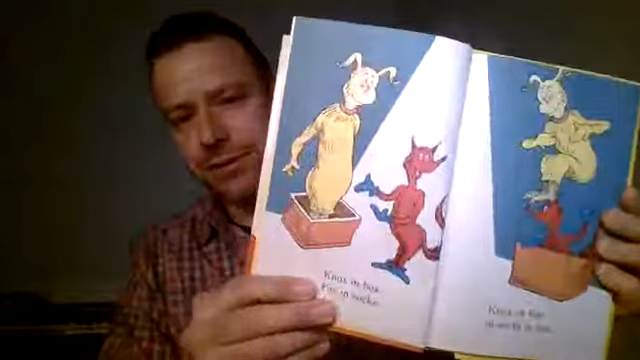 Knox in box.
Fox in socks.
Knox on fox
in socks in box.